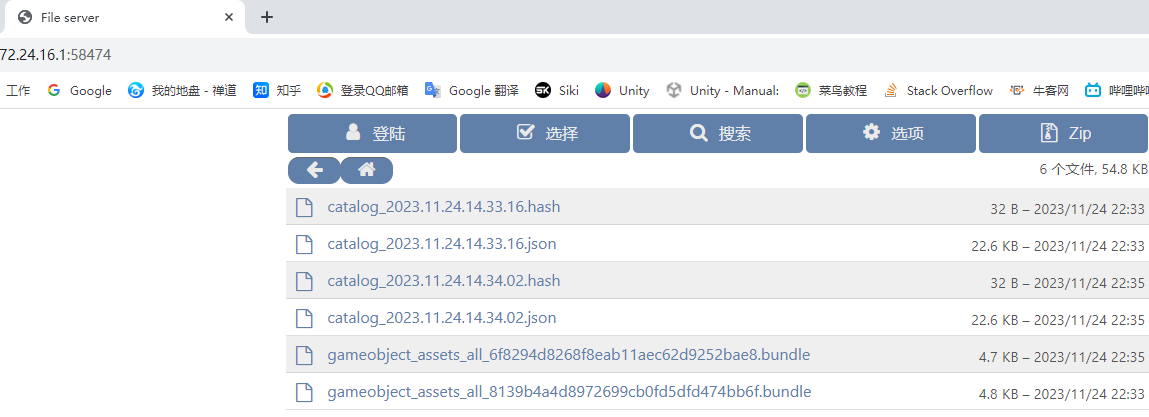 File server
72.24.16.1:58474
工作 Google 我的地盘 - 禅道 知乎 登录QQ邮箱 Google 翻译 Siki Unity Unity - Manual: 菜鸟教程 Stack Overflow 牛客网 哔哩哔
登陆 选择 搜索 选项 Zip
6 个文件, 54.8 KB
catalog_2023.11.24.14.33.16.hash 32 B – 2023/11/24 22:33
catalog_2023.11.24.14.33.16.json 22.6 KB – 2023/11/24 22:33
catalog_2023.11.24.14.34.02.hash 32 B – 2023/11/24 22:35
catalog_2023.11.24.14.34.02.json 22.6 KB – 2023/11/24 22:35
gameobject_assets_all_6f8294d8268f8eab11aec62d9252bae8.bundle 4.7 KB – 2023/11/24 22:35
gameobject_assets_all_8139b4a4d8972699cb0fd5dfd474bb6f.bundle 4.8 KB – 2023/11/24 22:33